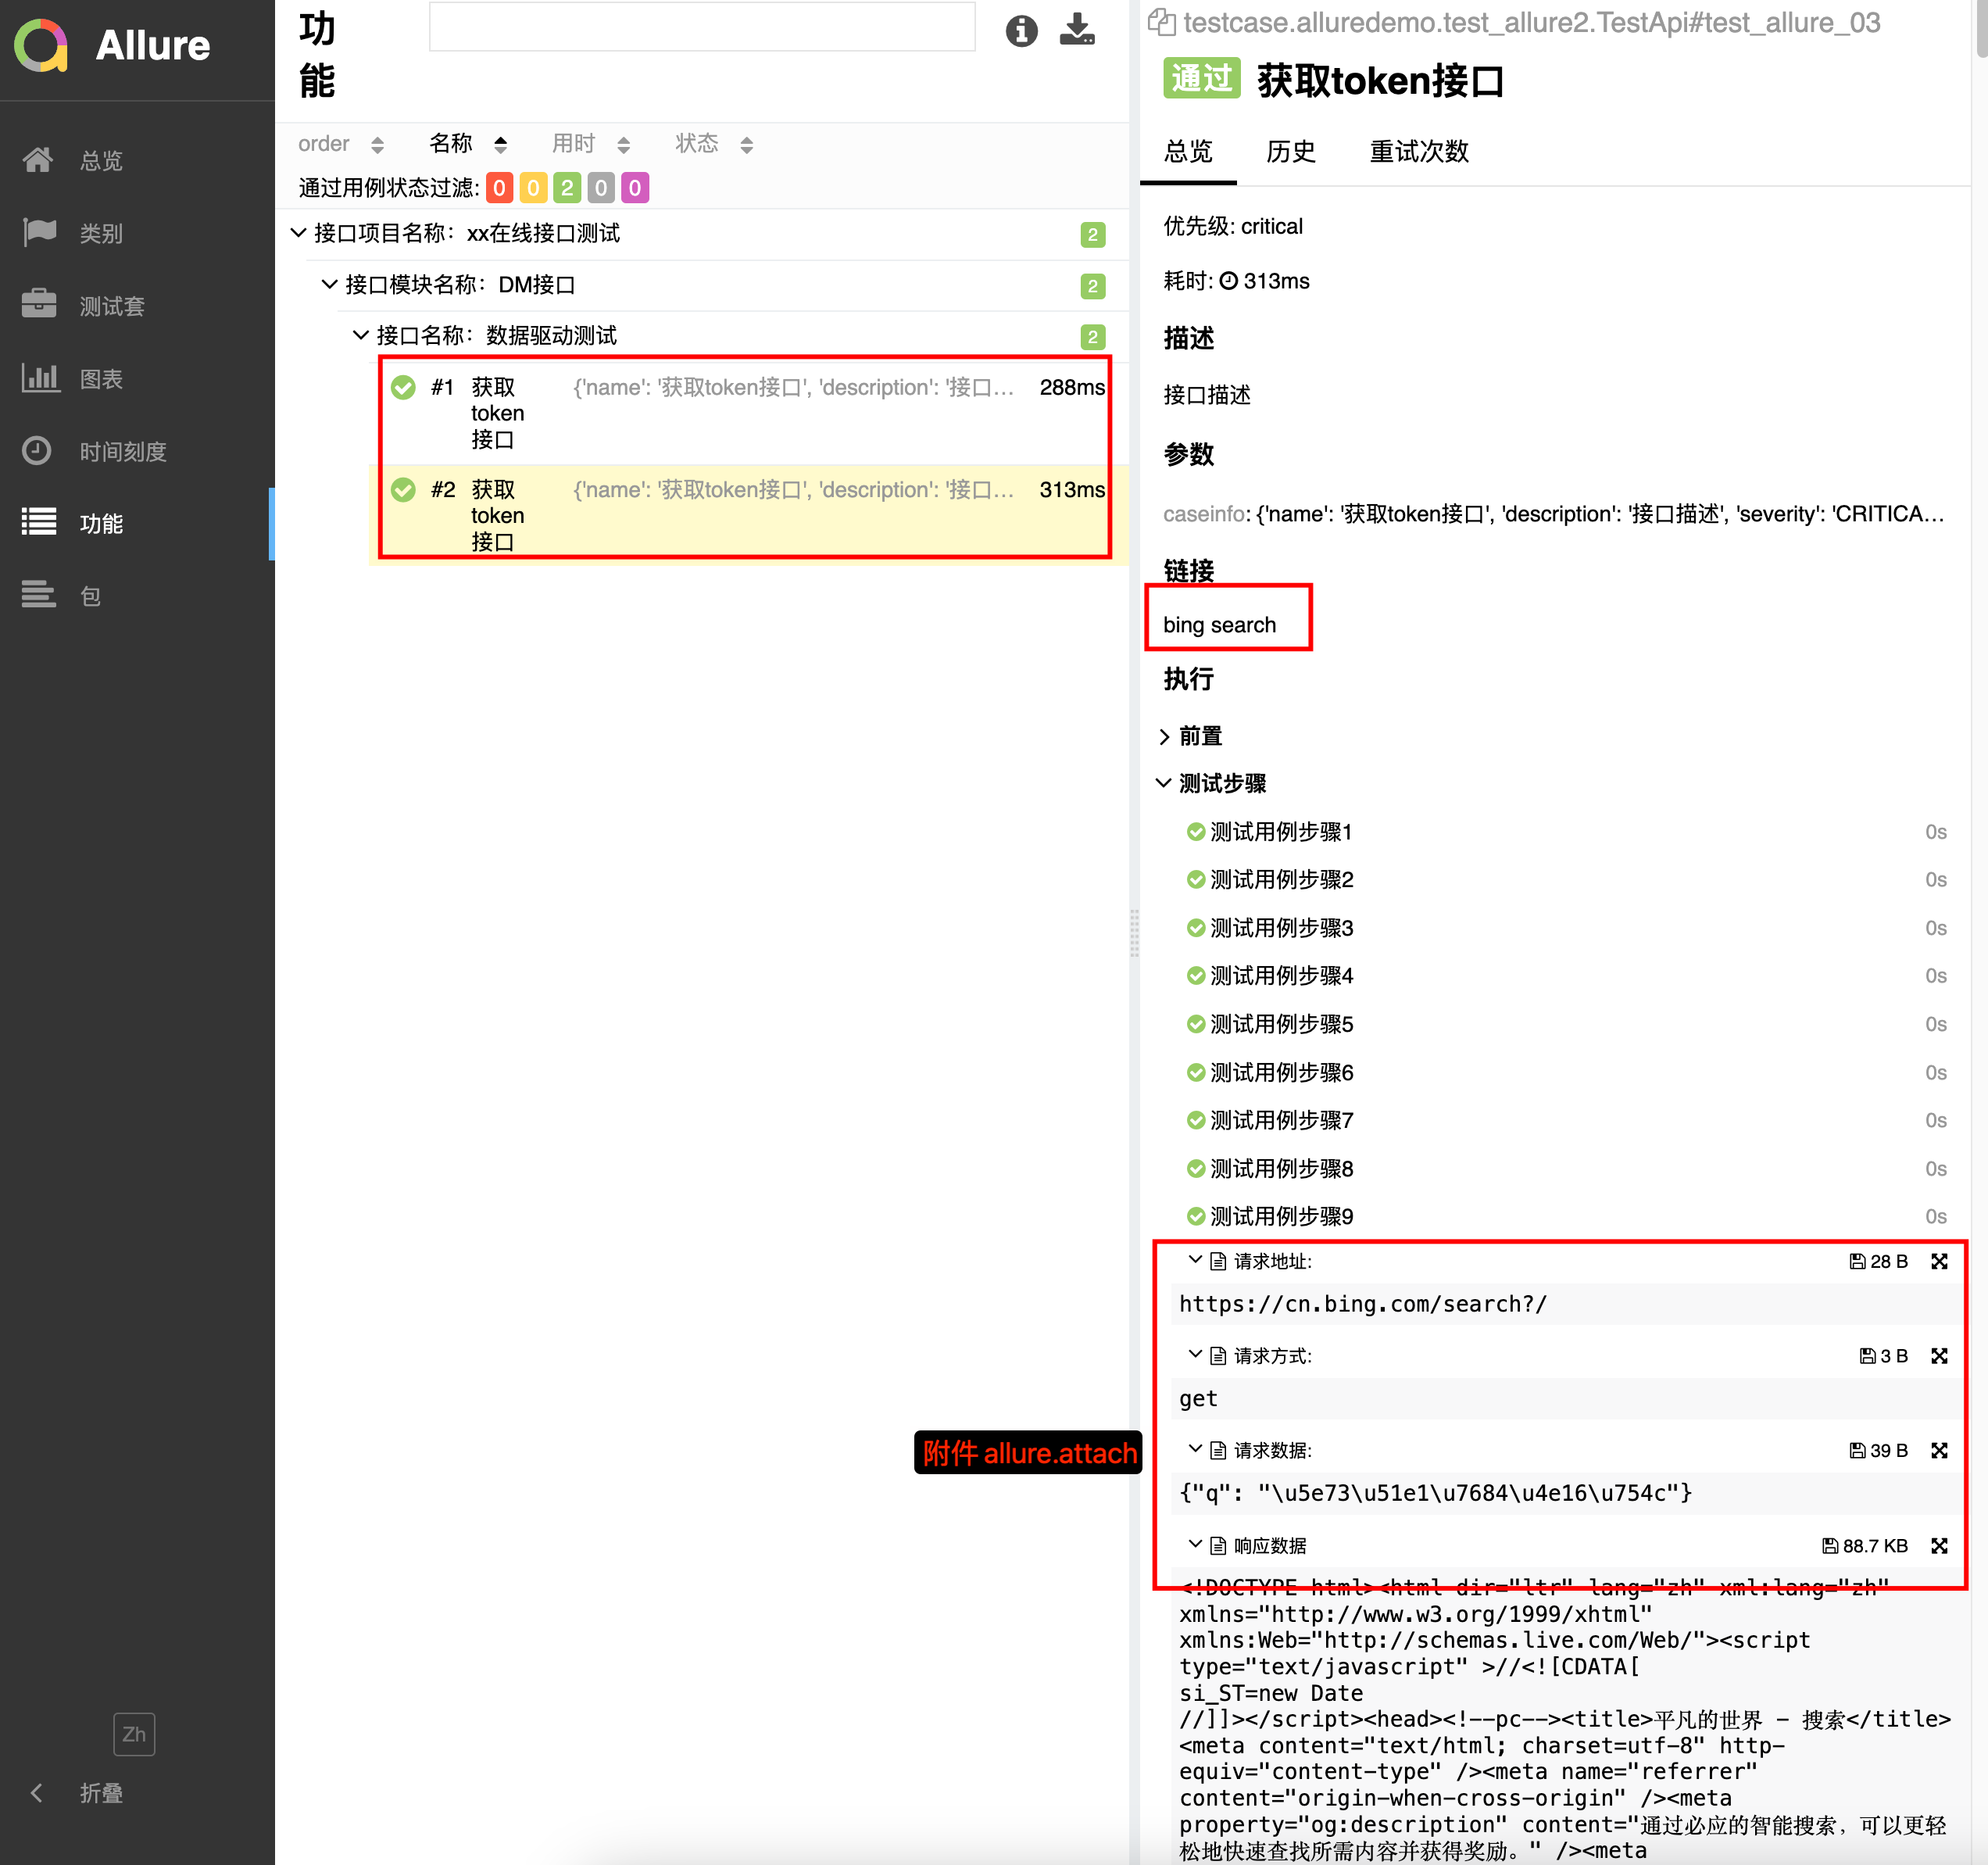 Allure
总览
类别
测试套
图表
时间刻度
功能
包
Zh
折叠
功
能
order 名称 用时 状态
通过用例状态过滤: 0 0 2 0 0
接口项目名称：xx在线接口测试 2
接口模块名称：DM接口 2
接口名称：数据驱动测试 2
#1 获取 {'name': '获取token接口', 'description': '接口... 288ms
token
接口
#2 获取 {'name': '获取token接口', 'description': '接口... 313ms
token
接口
附件 allure.attach
testcase.alluredemo.test_allure2.TestApi#test_allure_03
通过 获取token接口
总览 历史 重试次数
优先级: critical
耗时: 313ms
描述
接口描述
参数
caseinfo: {'name': '获取token接口', 'description': '接口描述', 'severity': 'CRITICA...
链接
bing search
执行
前置
测试步骤
测试用例步骤1 0s
测试用例步骤2 0s
测试用例步骤3 0s
测试用例步骤4 0s
测试用例步骤5 0s
测试用例步骤6 0s
测试用例步骤7 0s
测试用例步骤8 0s
测试用例步骤9 0s
请求地址: 28 B
https://cn.bing.com/search?/
请求方式: 3 B
get
请求数据: 39 B
{"q": "\u5e73\u51e1\u7684\u4e16\u754c"}
响应数据 88.7 KB
<!DOCTYPE html><html dir="ltr" lang="zh" xml:lang="zh"
xmlns="http://www.w3.org/1999/xhtml"
xmlns:Web="http://schemas.live.com/Web/"><script
type="text/javascript" >//<![CDATA[
si_ST=new Date
//]]></script><head><!--pc--><title>平凡的世界 - 搜索</title>
<meta content="text/html; charset=utf-8" http-
equiv="content-type" /><meta name="referrer"
content="origin-when-cross-origin" /><meta
property="og:description" content="通过必应的智能搜索，可以更轻
松地快速查找所需内容并获得奖励。" /><meta